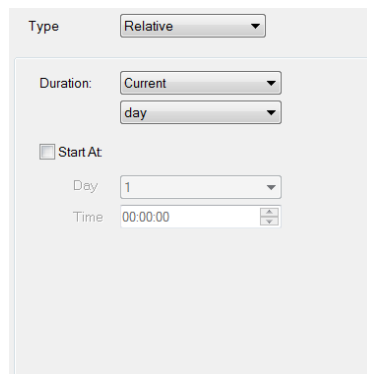 Type Relative
Duration: Current
day
Start At:
Day 1
Time 00:00:00